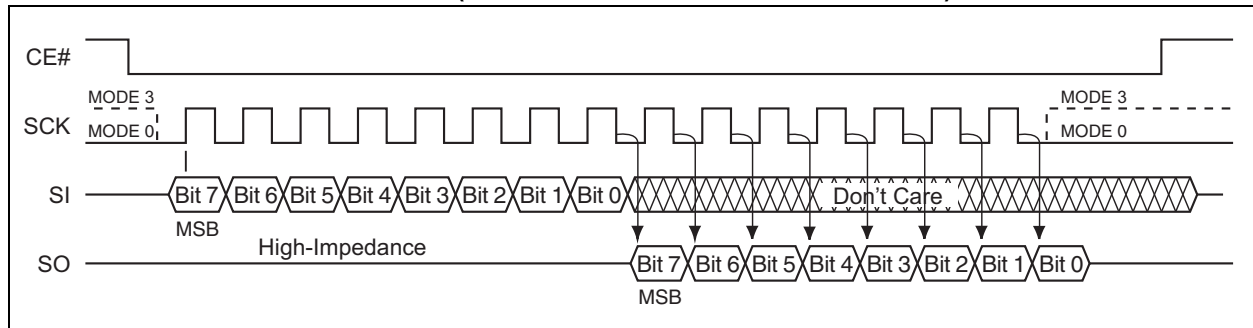 CE#
MODE 3 MODE 3
SCK MODE 0 MODE 0
SI Bit 7 Bit 6 Bit 5 Bit 4 Bit 3 Bit 2 Bit 1 Bit 0 Don't Care
MSB
High-Impedance
SO Bit 7 Bit 6 Bit 5 Bit 4 Bit 3 Bit 2 Bit 1 Bit 0
MSB